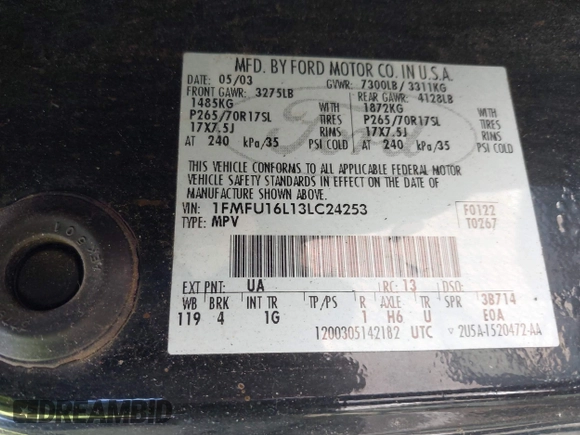 MFD. BY FORD MOTOR CO. IN U.S.A.
DATE 05/03 GVWR: 7300LB/ 3311KG
FRONT GAWR: 3275LB REAR GAWR: 4128LB
1485KG WITH 1872KG WITH
P265/70R17SL TIRES P265/70R17SL TIRES
17X7.5J RIMS 17X7.5J RIMS
AT 240 kPa/35 PSI COLD AT 240 kPa/35 PSI COLD
THIS VEHICLE CONFORMS TO ALL APPLICABLE FEDERAL MOTOR
VEHICLE SAFETY STANDARDS IN EFFECT ON THE DATE OF
MANUFACTURE SHOWN ABOVE.
VIN: 1FMFU16L13LC24253 F0122
TYPE: MPV T0267
EXT PNT: UA RC: 13 DSO:
WB BRK INT TR TP/PS R AXLE TR SPR 3B714
119 4 1G 1 H6 U E0A
1200305142182 UTC 2U5A-1520472-AA
Ford
DREAMBID